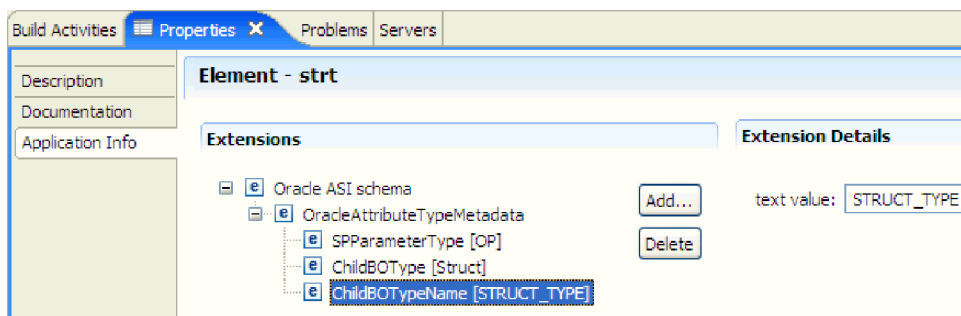 Build Activities Properties Problems Servers
Element - strt
Description
Documentation
Application Info
Extensions
Extension Details
Oracle ASI schema
OracleAttributeTypeMetadata
SPParameterType [OP]
ChildBOType [Struct]
ChildBOTypeName [STRUCT_TYPE]
Add...
Delete
text value: STRUCT_TYPE